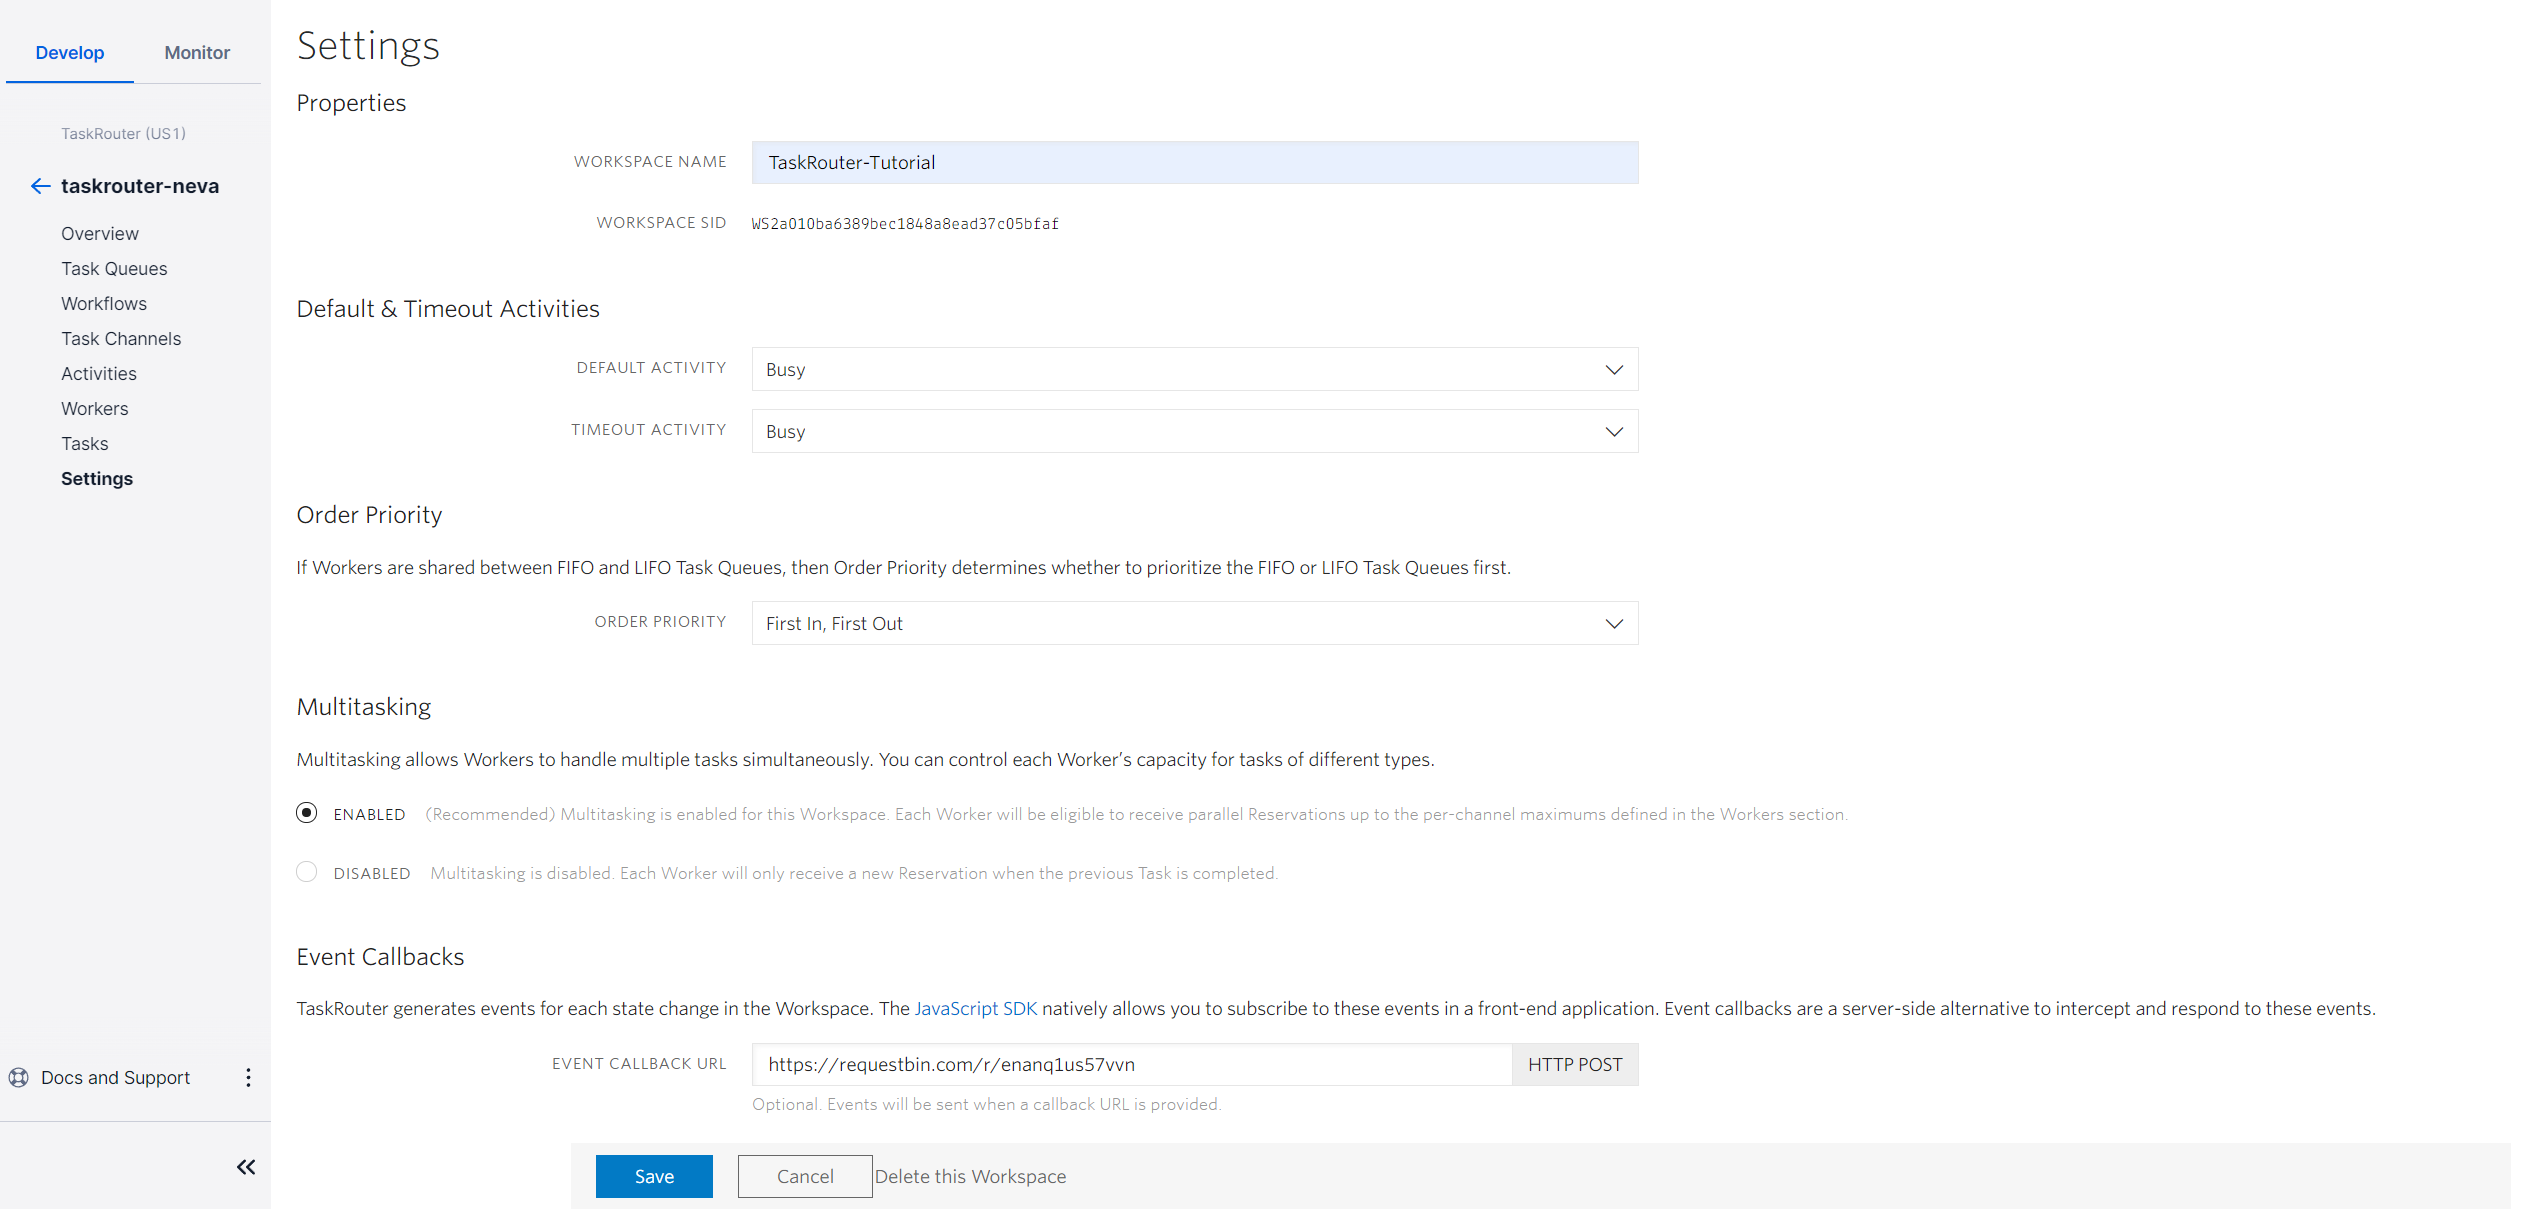 Develop
Monitor
TaskRouter (US1)
taskrouter-neva
Overview
Task Queues
Workflows
Task Channels
Activities
Workers
Tasks
Settings
Docs and Support
Settings
Properties
WORKSPACE NAME
TaskRouter-Tutorial
WORKSPACE SID
WS2a010ba6389bec1848a8ead37c05bfaf
Default & Timeout Activities
DEFAULT ACTIVITY
Busy
TIMEOUT ACTIVITY
Busy
Order Priority
If Workers are shared between FIFO and LIFO Task Queues, then Order Priority determines whether to prioritize the FIFO or LIFO Task Queues first.
ORDER PRIORITY
First In, First Out
Multitasking
Multitasking allows Workers to handle multiple tasks simultaneously. You can control each Worker's capacity for tasks of different types.
ENABLED (Recommended) Multitasking is enabled for this Workspace. Each Worker will be eligible to receive parallel Reservations up to the per-channel maximums defined in the Workers section.
DISABLED Multitasking is disabled. Each Worker will only receive a new Reservation when the previous Task is completed.
Event Callbacks
TaskRouter generates events for each state change in the Workspace. The JavaScript SDK natively allows you to subscribe to these events in a front-end application. Event callbacks are a server-side alternative to intercept and respond to these events.
EVENT CALLBACK URL
https://requestbin.com/r/enanq1us57vvn
HTTP POST
Optional. Events will be sent when a callback URL is provided.
Save
Cancel
Delete this Workspace